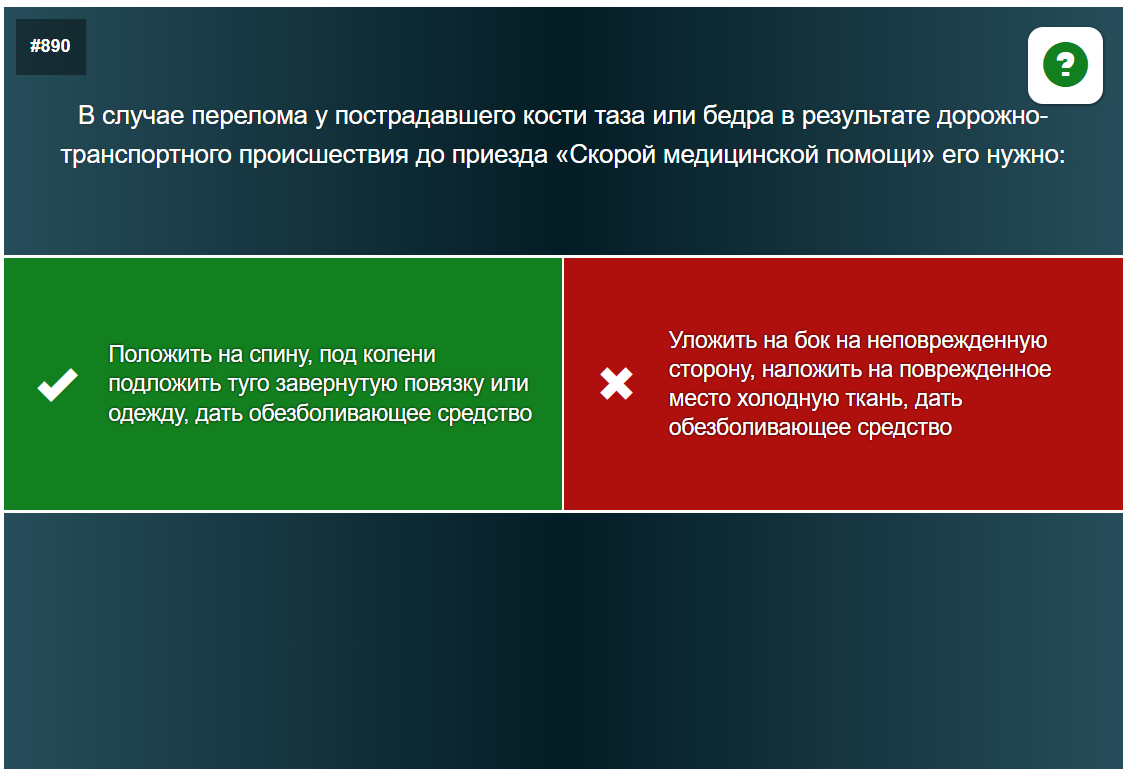 #890
?
В случае перелома у пострадавшего кости таза или бедра в результате дорожно-
транспортного происшествия до приезда «Скорой медицинской помощи» его нужно:
Положить на спину, под колени
подложить туго завернутую повязку или
одежду, дать обезболивающее средство
Уложить на бок на неповрежденную
сторону, наложить на поврежденное
место холодную ткань, дать
обезболивающее средство